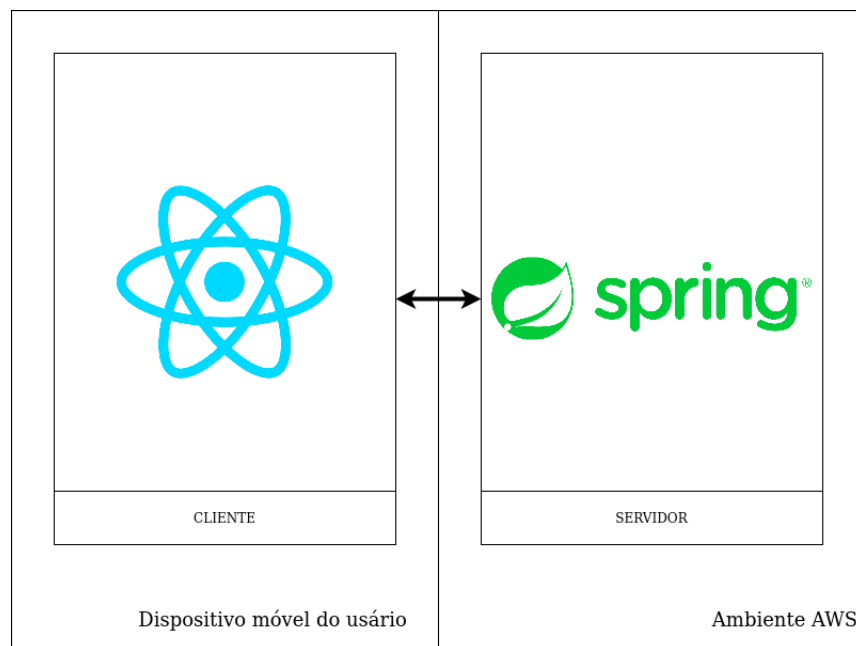 spring®
CLIENTE
SERVIDOR
Dispositivo móvel do usário
Ambiente AWS